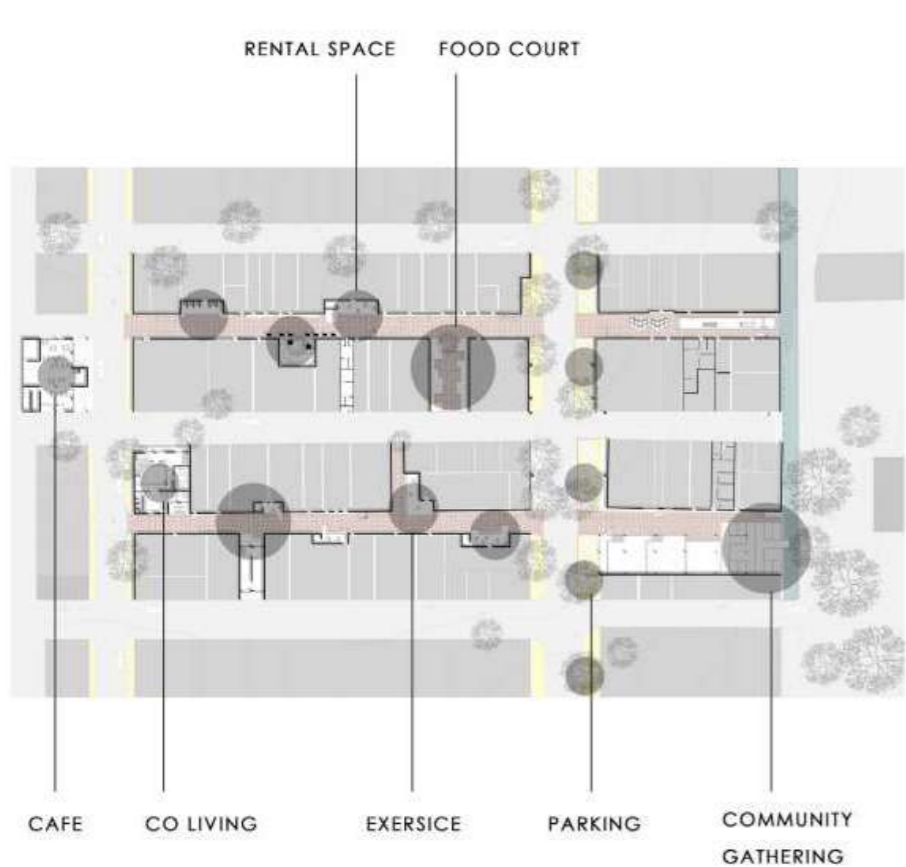 RENTAL SPACE
FOOD COURT
CAFE
CO LIVING
EXERSICE
PARKING
COMMUNITY
GATHERING